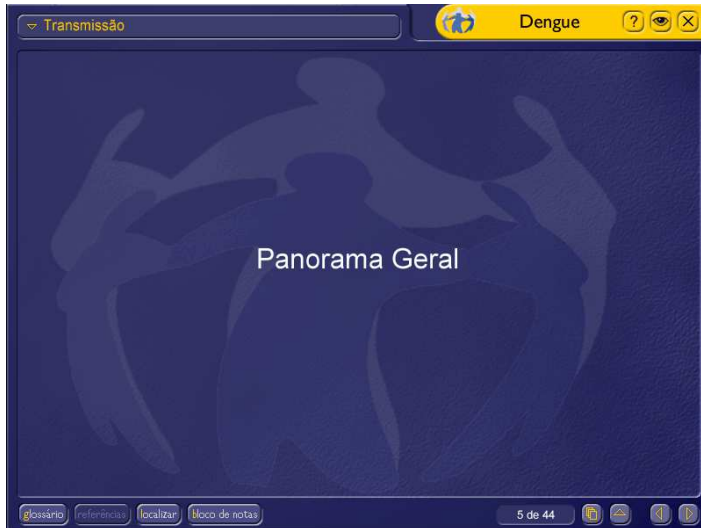 Transmissão
Dengue
?
Panorama Geral
glossário
referências
localizar
bloco de notas
5 de 44